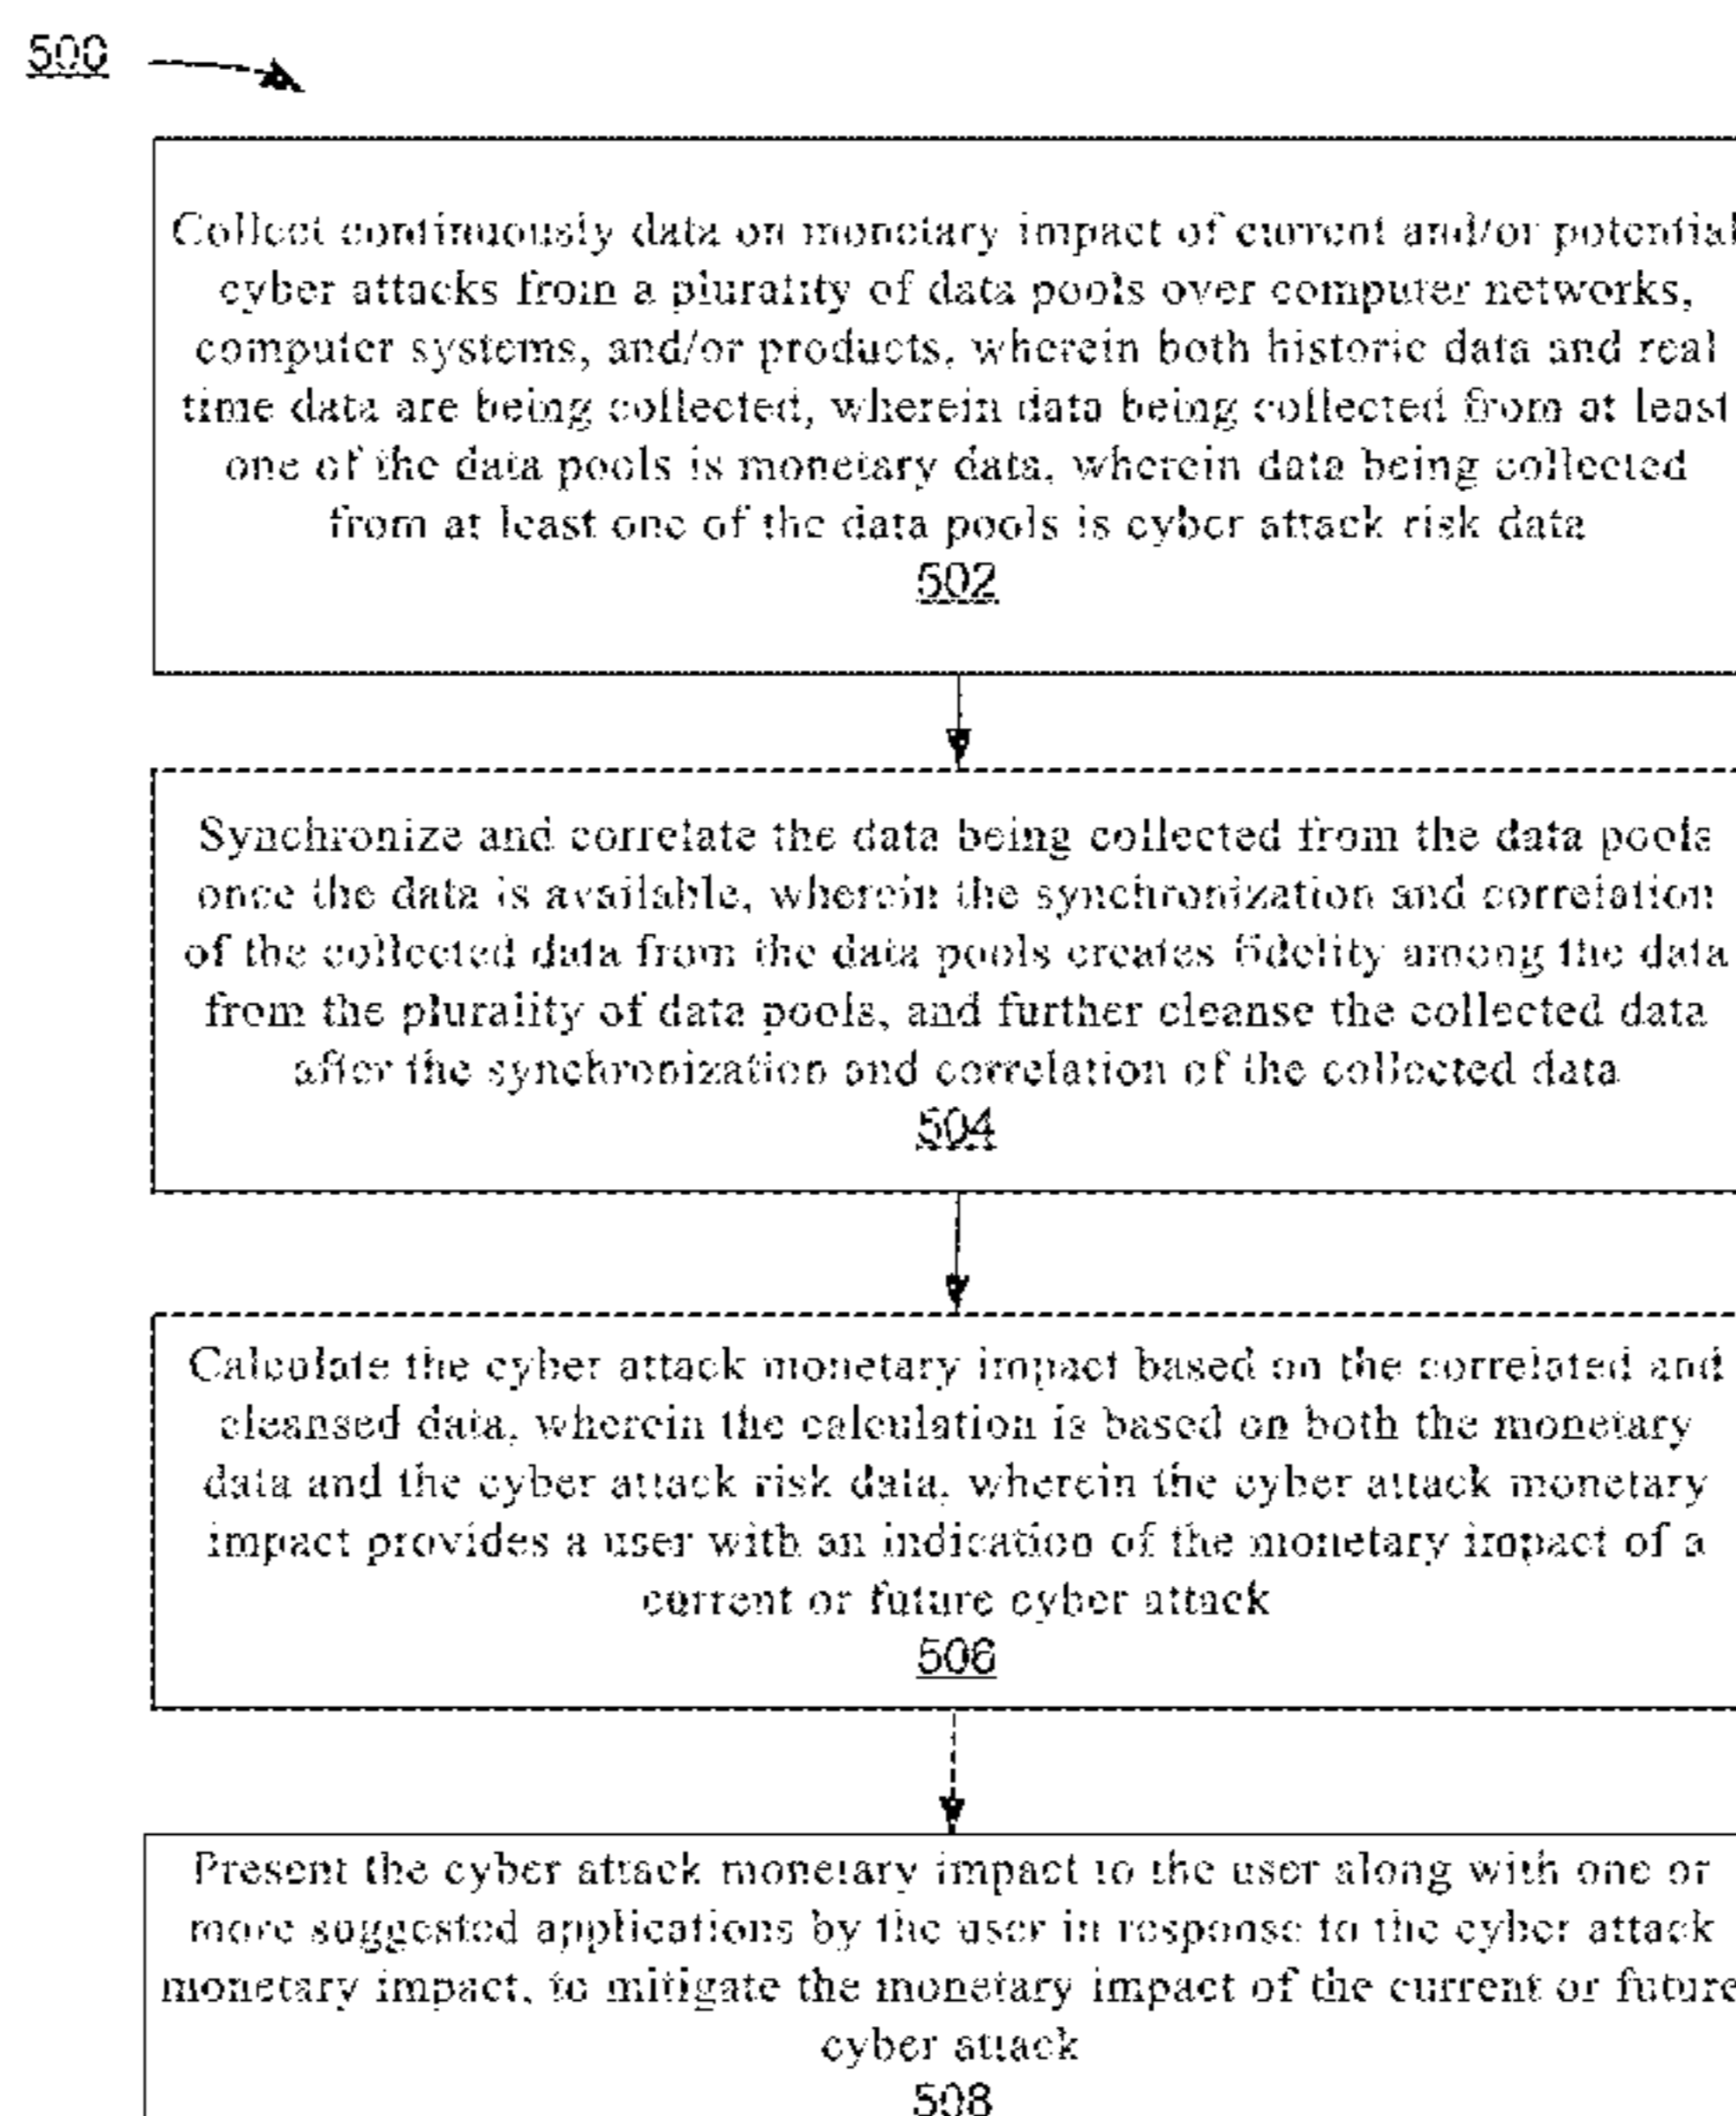 500
Collect continuously data on monetary impact of current and/or potential
cyber attacks from a plurality of data pools over computer networks,
computer systems, and/or products, wherein both historic data and real
time data are being collected, wherein data being collected from at least
one of the data pools is monetary data, wherein data being collected
from at least one of the data pools is cyber attack risk data
502
Synchronize and correlate the data being collected from the data pools
once the data is available, wherein the synchronization and correlation
of the collected data from the data pools creates fidelity among the data
from the plurality of data pools, and further cleanse the collected data
after the synchronization and correlation of the collected data
504
Calculate the cyber attack monetary impact based on the correlated and
cleansed data, wherein the calculation is based on both the monetary
data and the cyber attack risk data, wherein the cyber attack monetary
impact provides a user with an indication of the monetary impact of a
current or future cyber attack
506
Present the cyber attack monetary impact to the user along with one or
more suggested applications by the user in response to the cyber attack
monetary impact, to mitigate the monetary impact of the current or future
cyber attack
508